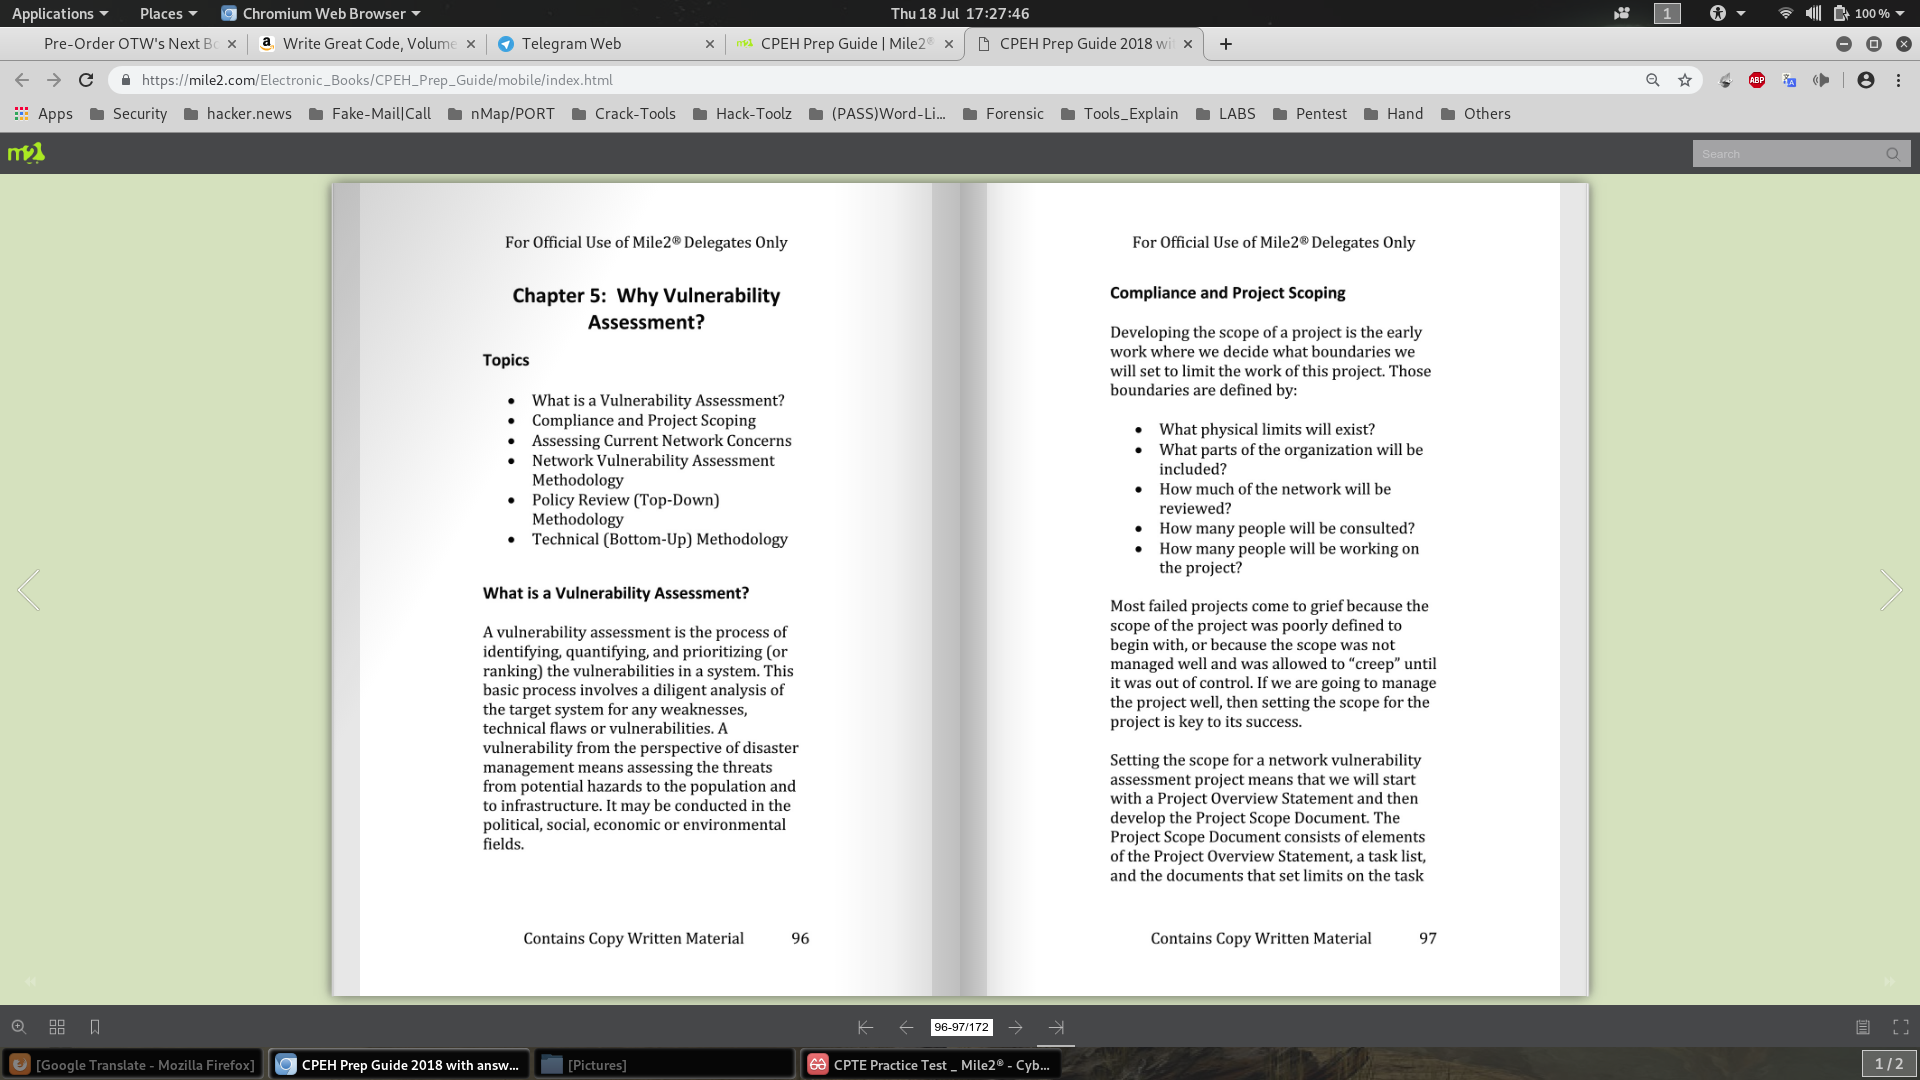 Applications Places Chromium Web Browser Thu 18 Jul 17:27:46 1 100 %
Pre-Order OTW's Next Bo Write Great Code, Volume Telegram Web CPEH Prep Guide | Mile2® CPEH Prep Guide 2018 wi
https://mile2.com/Electronic_Books/CPEH_Prep_Guide/mobile/index.html ABP
Apps Security hacker.news Fake-Mail|Call nMap/PORT Crack-Tools Hack-Toolz (PASS)Word-Li... Forensic Tools_Explain LABS Pentest Hand Others
m2 Search
For Official Use of Mile2® Delegates Only
Chapter 5: Why Vulnerability
Assessment?
Topics
• What is a Vulnerability Assessment?
• Compliance and Project Scoping
• Assessing Current Network Concerns
• Network Vulnerability Assessment
Methodology
• Policy Review (Top-Down)
Methodology
• Technical (Bottom-Up) Methodology
What is a Vulnerability Assessment?
A vulnerability assessment is the process of
identifying, quantifying, and prioritizing (or
ranking) the vulnerabilities in a system. This
basic process involves a diligent analysis of
the target system for any weaknesses,
technical flaws or vulnerabilities. A
vulnerability from the perspective of disaster
management means assessing the threats
from potential hazards to the population and
to infrastructure. It may be conducted in the
political, social, economic or environmental
fields.
Contains Copy Written Material 96
For Official Use of Mile2® Delegates Only
Compliance and Project Scoping
Developing the scope of a project is the early
work where we decide what boundaries we
will set to limit the work of this project. Those
boundaries are defined by:
• What physical limits will exist?
• What parts of the organization will be
included?
• How much of the network will be
reviewed?
• How many people will be consulted?
• How many people will be working on
the project?
Most failed projects come to grief because the
scope of the project was poorly defined to
begin with, or because the scope was not
managed well and was allowed to “creep” until
it was out of control. If we are going to manage
the project well, then setting the scope for the
project is key to its success.
Setting the scope for a network vulnerability
assessment project means that we will start
with a Project Overview Statement and then
develop the Project Scope Document. The
Project Scope Document consists of elements
of the Project Overview Statement, a task list,
and the documents that set limits on the task
Contains Copy Written Material 97
96-97/172
[Google Translate - Mozilla Firefox] CPEH Prep Guide 2018 with answ... [Pictures] CPTE Practice Test _ Mile2® - Cyb... 1 / 2